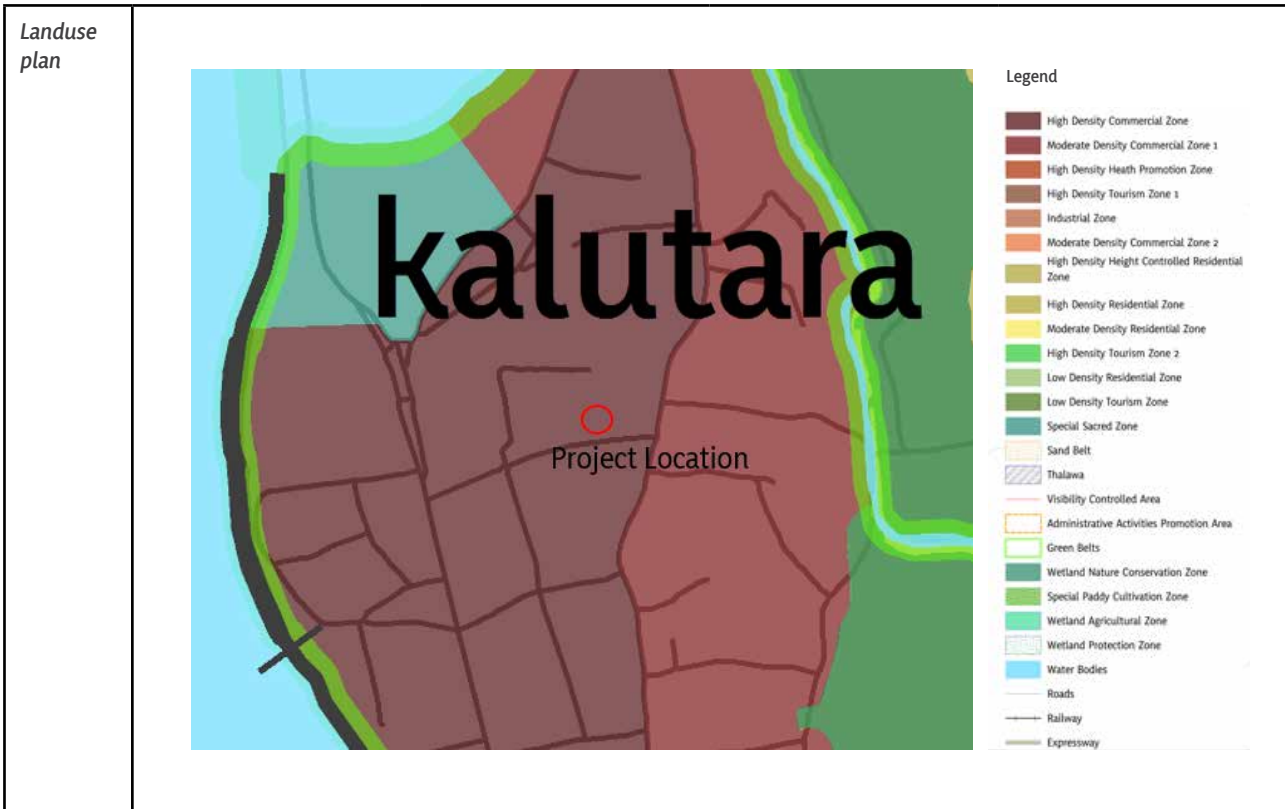 Landuse
plan
kalutara
Project Location
Legend
High Density Commercial Zone
Moderate Density Commercial Zone 1
High Density Heath Promotion Zone
High Density Tourism Zone 1
Industrial Zone
Moderate Density Commercial Zone 2
High Density Height Controlled Residential
Zone
High Density Residential Zone
Moderate Density Residential Zone
High Density Tourism Zone 2
Low Density Residential Zone
Low Density Tourism Zone
Special Sacred Zone
Sand Belt
Thalawa
Visibility Controlled Area
Administrative Activities Promotion Area
Green Belts
Wetland Nature Conservation Zone
Special Paddy Cultivation Zone
Wetland Agricultural Zone
Wetland Protection Zone
Water Bodies
Roads
Railway
Expressway